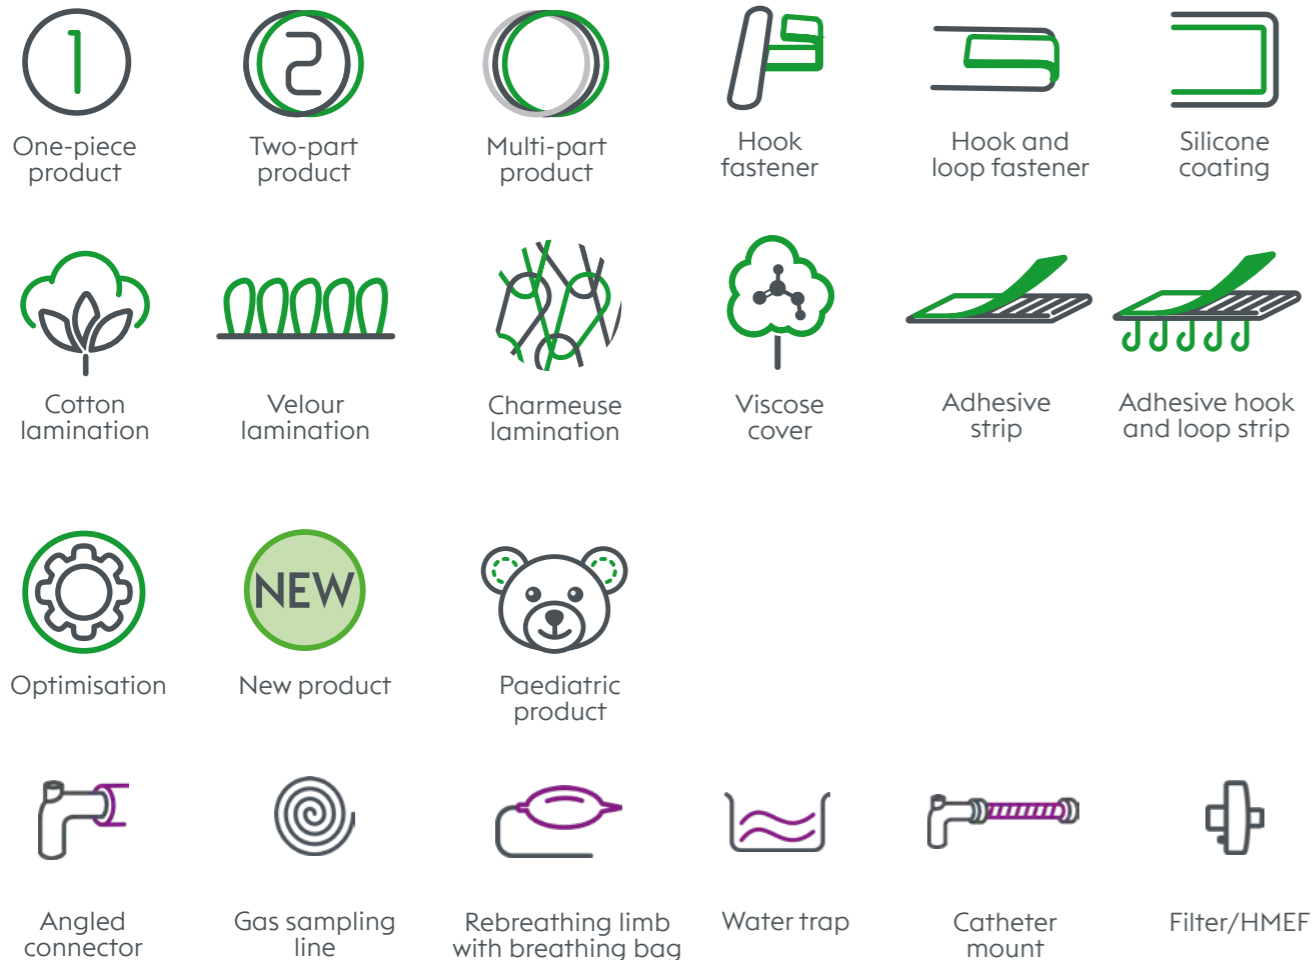 1
2
One-piece
product
Two-part
product
Multi-part
product
Hook
fastener
Hook and
loop fastener
Silicone
coating
Cotton
lamination
Velour
lamination
Charmeuse
lamination
Viscose
cover
Adhesive
strip
Adhesive hook
and loop strip
NEW
Optimisation
New product
Paediatric
product
Angled
connector
Gas sampling
line
Rebreathing limb
with breathing bag
Water trap
Catheter
mount
Filter/HMEF